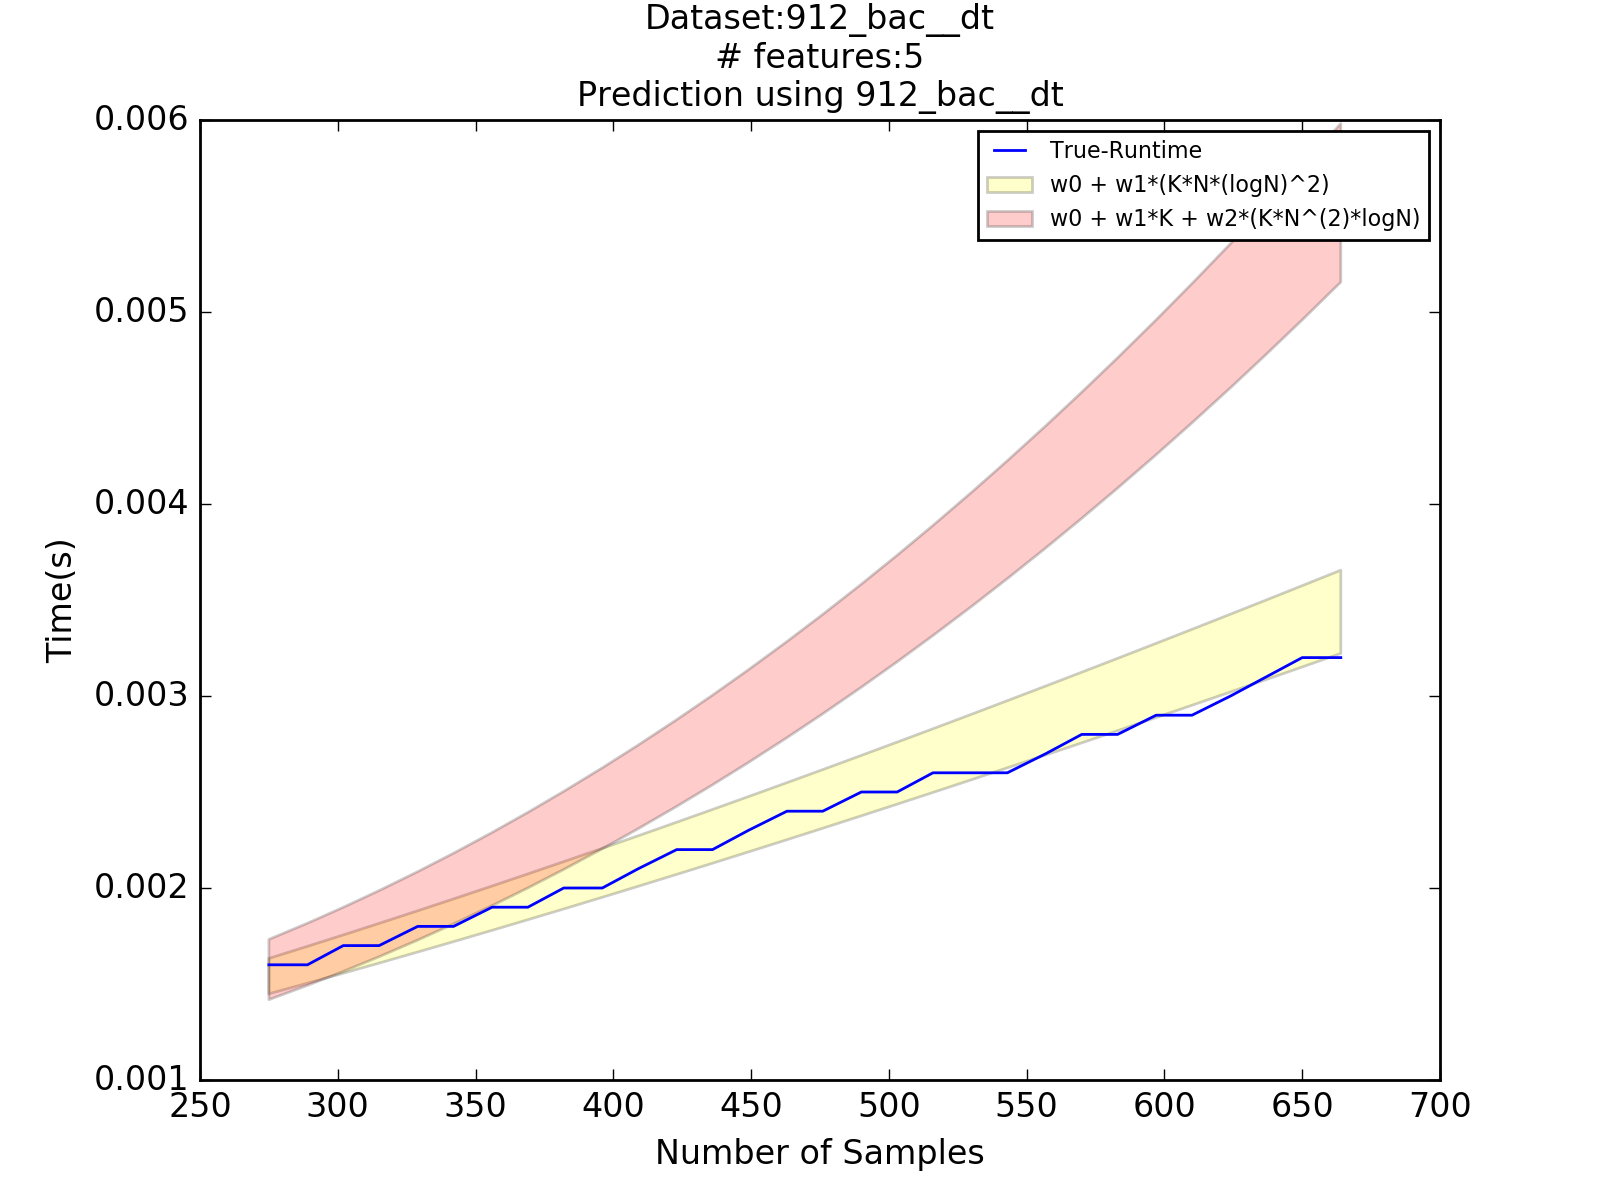 Dataset:912_bac__dt
# features:5
Prediction using 912_bac__dt
True-Runtime
w0 + w1*(K*N*(logN)^2)
w0 + w1*K + w2*(K*N^(2)*logN)
0.006
0.005
0.004
0.003
0.002
0.001
Time(s)
250 300 350 400 450 500 550 600 650 700
Number of Samples